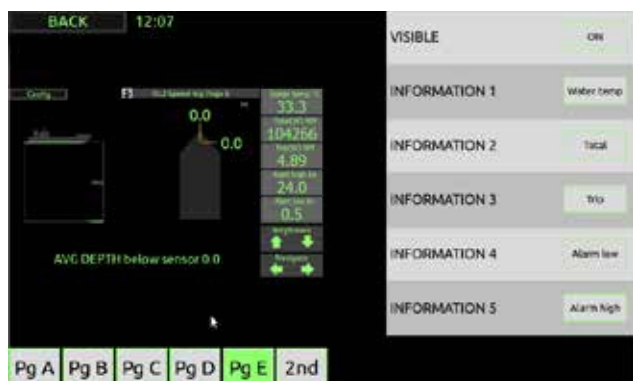 BACK 12:07
Config
0.0
0.0
33.3
104266
4.89
24.0
0.5
Navigate
AVG DEPTH below sensor 0.0
Pg A Pg B Pg C Pg D Pg E 2nd
VISIBLE ON
INFORMATION 1 Water temp
INFORMATION 2 Total
INFORMATION 3 Trip
INFORMATION 4 Alarm low
INFORMATION 5 Alarm high